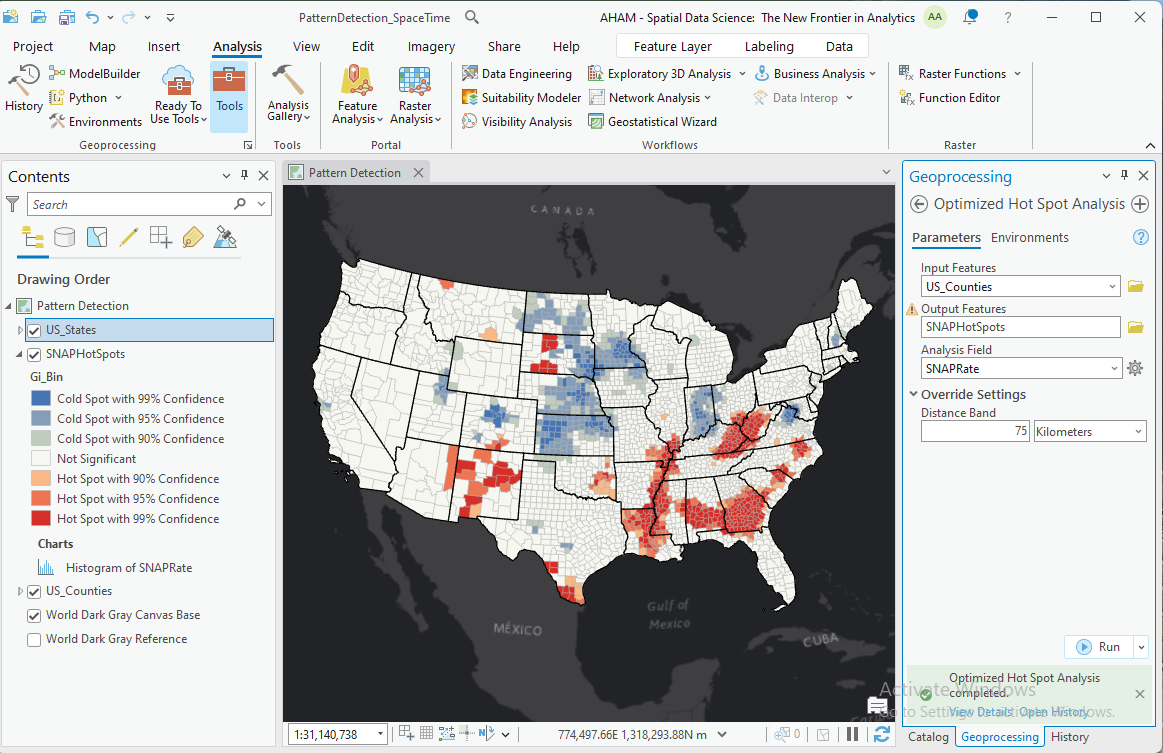 PatternDetection_SpaceTime
AHAM - Spatial Data Science: The New Frontier in Analytics
AA
?
Project Map Insert Analysis View Edit Imagery Share Help Feature Layer Labeling Data
History
ModelBuilder
Python
Environments
Ready To
Use Tools
Tools
Geoprocessing
Analysis
Gallery
Tools
Feature
Analysis
Raster
Analysis
Portal
Data Engineering
Suitability Modeler
Visibility Analysis
Exploratory 3D Analysis
Network Analysis
Geostatistical Wizard
Business Analysis
Data Interop
Workflows
Raster Functions
Function Editor
Raster
Contents
Search
Drawing Order
Pattern Detection
US_States
SNAPHotSpots
Gi_Bin
Cold Spot with 99% Confidence
Cold Spot with 95% Confidence
Cold Spot with 90% Confidence
Not Significant
Hot Spot with 90% Confidence
Hot Spot with 95% Confidence
Hot Spot with 99% Confidence
Charts
Histogram of SNAPRate
US_Counties
World Dark Gray Canvas Base
World Dark Gray Reference
Pattern Detection
CANADA
MÉXICO
Gulf of
Mexico
CUBA
Caribb
1:31,140,738
774,497.66E 1,318,293.88N m
0
Geoprocessing
Optimized Hot Spot Analysis
Parameters Environments
?
Input Features
US_Counties
Output Features
SNAPHotSpots
Analysis Field
SNAPRate
Override Settings
Distance Band
75 Kilometers
Run
Optimized Hot Spot Analysis
completed.
View Details Open History
Activate Windows
Go to Settings to activate Windows.
Catalog Geoprocessing History